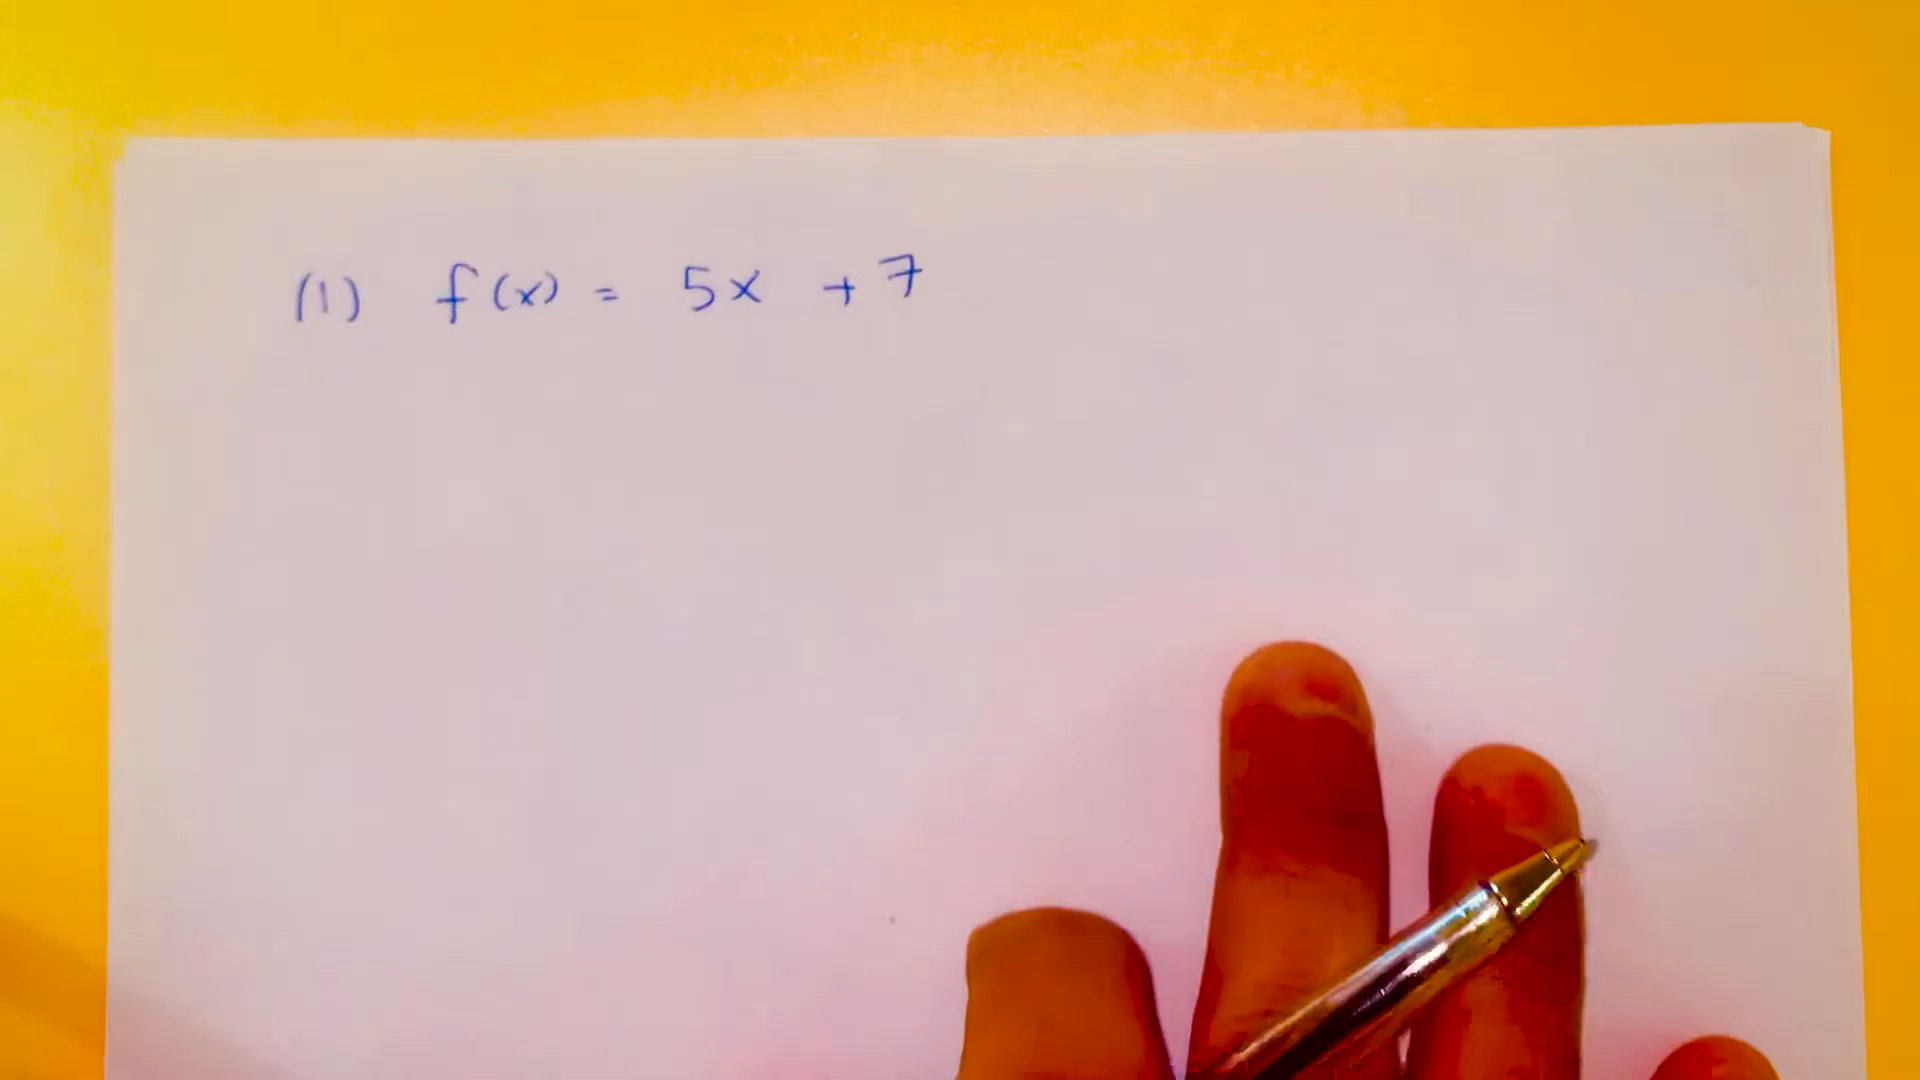 (1) f(x) = 5x + 7